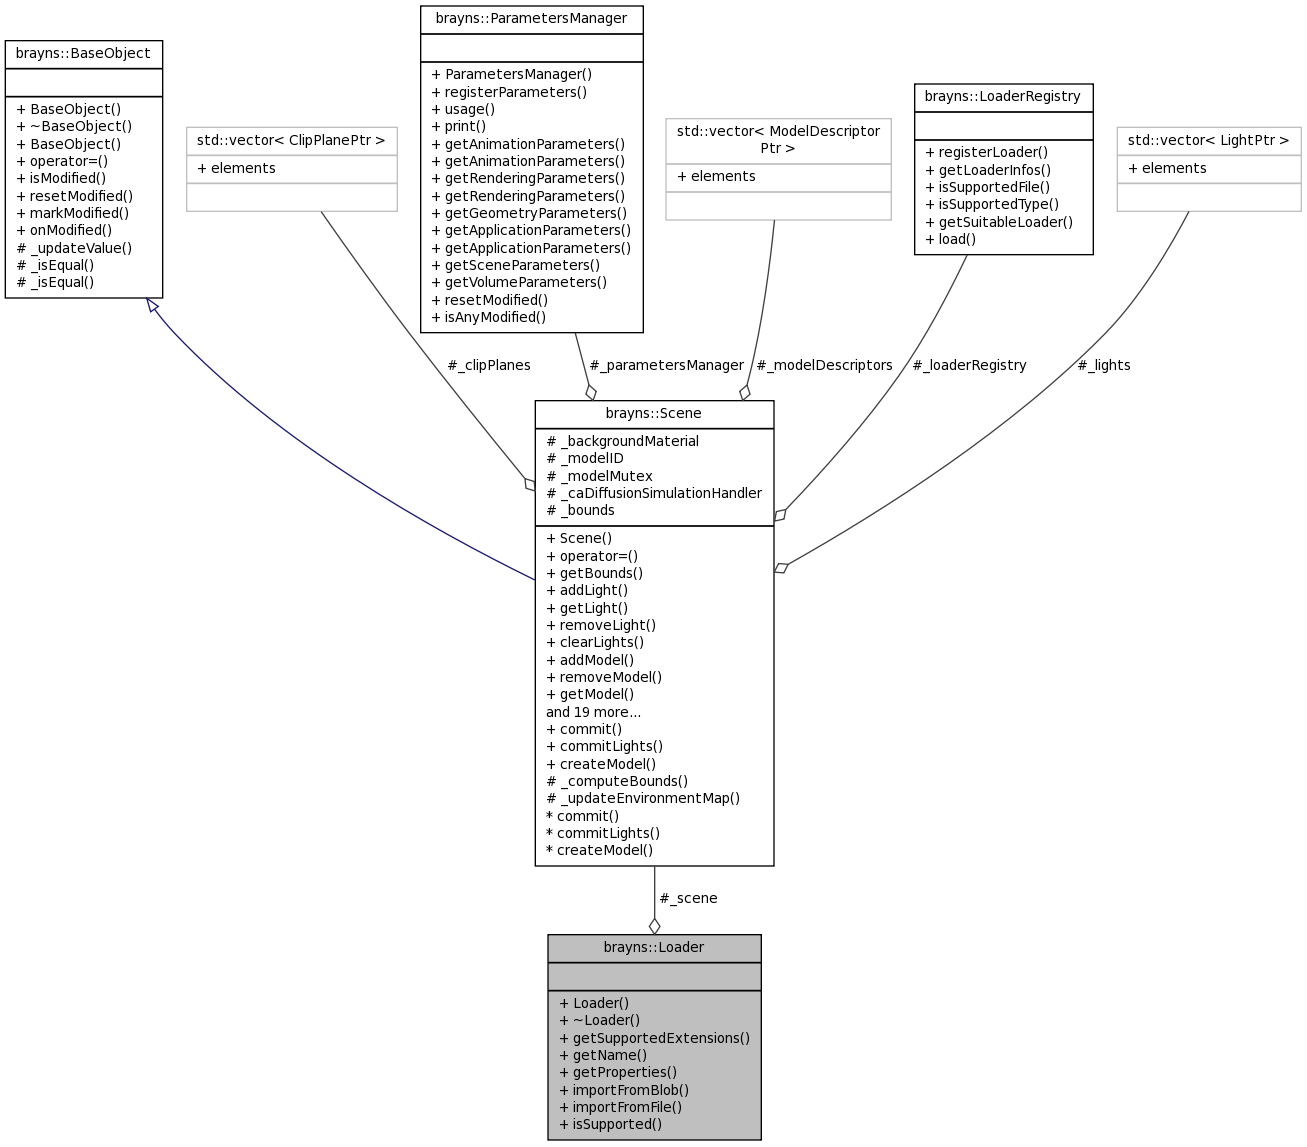 brayns::ParametersManager
+ ParametersManager()
+ registerParameters()
+ usage()
+ print()
+ getAnimationParameters()
+ getAnimationParameters()
+ getRenderingParameters()
+ getRenderingParameters()
+ getGeometryParameters()
+ getApplicationParameters()
+ getApplicationParameters()
+ getSceneParameters()
+ getVolumeParameters()
+ resetModified()
+ isAnyModified()
brayns::BaseObject
+ BaseObject()
+ ~BaseObject()
+ BaseObject()
+ operator=()
+ isModified()
+ resetModified()
+ markModified()
+ onModified()
# _updateValue()
# _isEqual()
# _isEqual()
std::vector< ClipPlanePtr >
+ elements
std::vector< ModelDescriptor
Ptr >
+ elements
brayns::LoaderRegistry
+ registerLoader()
+ getLoaderInfos()
+ isSupportedFile()
+ isSupportedType()
+ getSuitableLoader()
+ load()
std::vector< LightPtr >
+ elements
#_clipPlanes
#_parametersManager
#_modelDescriptors
#_loaderRegistry
#_lights
brayns::Scene
# _backgroundMaterial
# _modelID
# _modelMutex
# _caDiffusionSimulationHandler
# _bounds
+ Scene()
+ operator=()
+ getBounds()
+ addLight()
+ getLight()
+ removeLight()
+ clearLights()
+ addModel()
+ removeModel()
+ getModel()
and 19 more...
+ commit()
+ commitLights()
+ createModel()
# _computeBounds()
# _updateEnvironmentMap()
* commit()
* commitLights()
* createModel()
#_scene
brayns::Loader
+ Loader()
+ ~Loader()
+ getSupportedExtensions()
+ getName()
+ getProperties()
+ importFromBlob()
+ importFromFile()
+ isSupported()